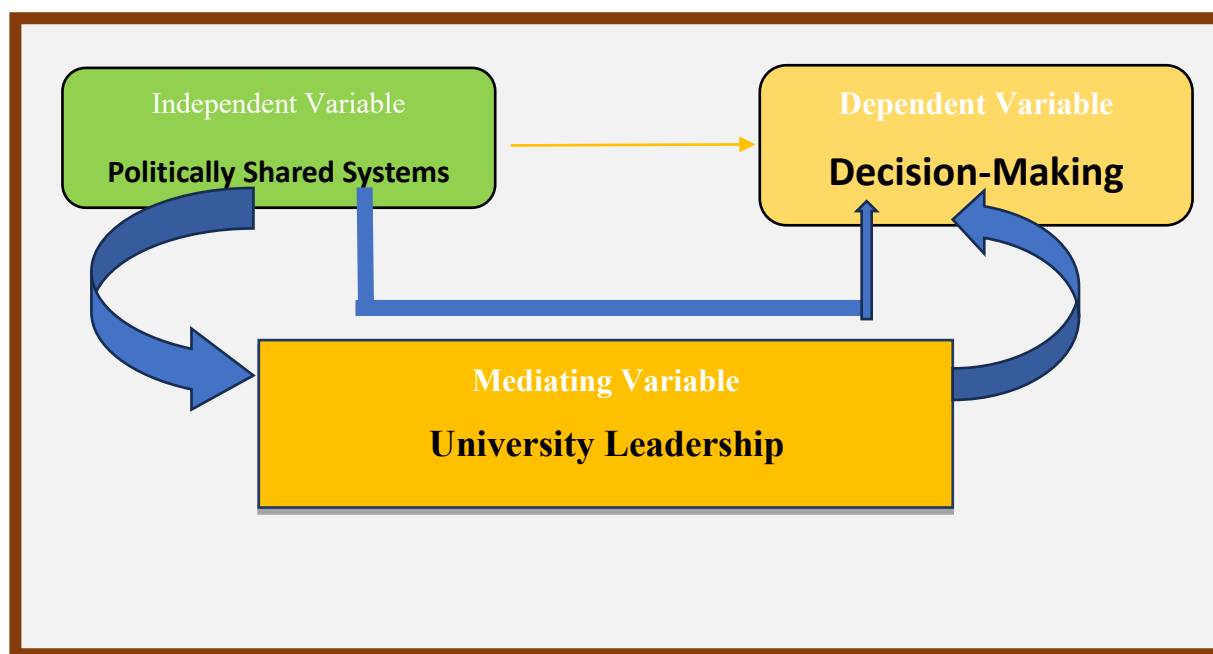 Independent Variable
Politically Shared Systems
Dependent Variable
Decision-Making
Mediating Variable
University Leadership